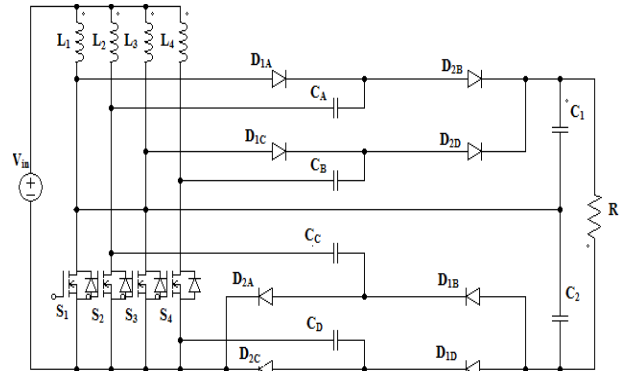 L1 L2 L3 L4
D1A D2B
CA
C1
D1C D2D
CB
Vin
R
CC
D2A D1B
S1 S2 S3 S4
C2
CD
D2C D1D